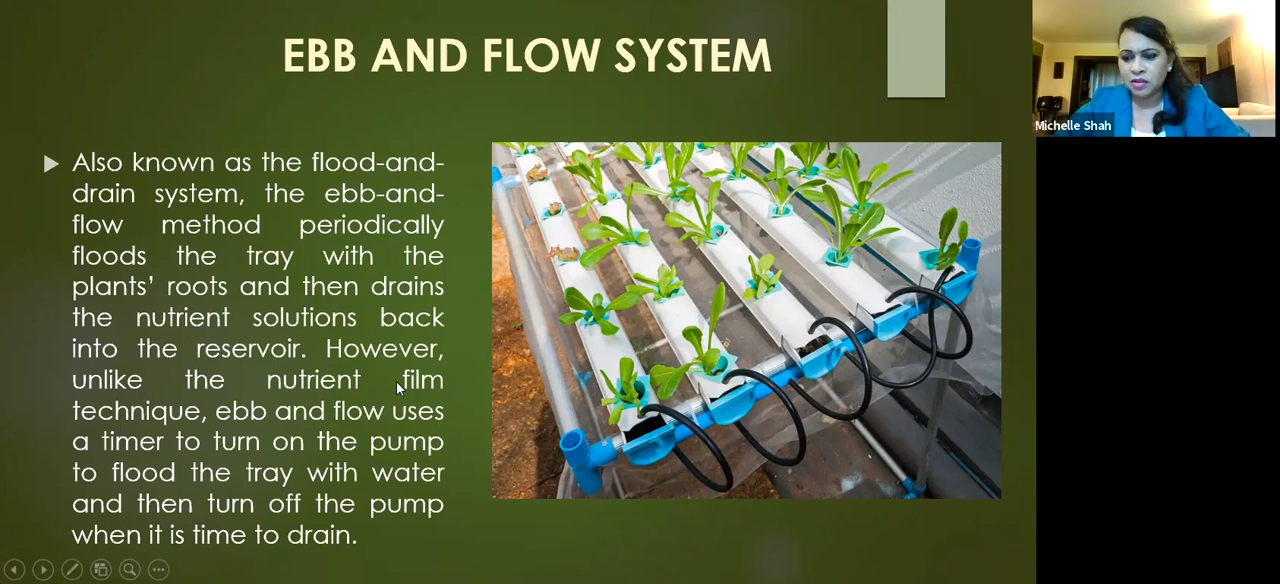 EBB AND FLOW SYSTEM
Also known as the flood-and-
drain system, the ebb-and-
flow method periodically
floods the tray with the
plants’ roots and then drains
the nutrient solutions back
into the reservoir. However,
unlike the nutrient film
technique, ebb and flow uses
a timer to turn on the pump
to flood the tray with water
and then turn off the pump
when it is time to drain.
Michelle Shah